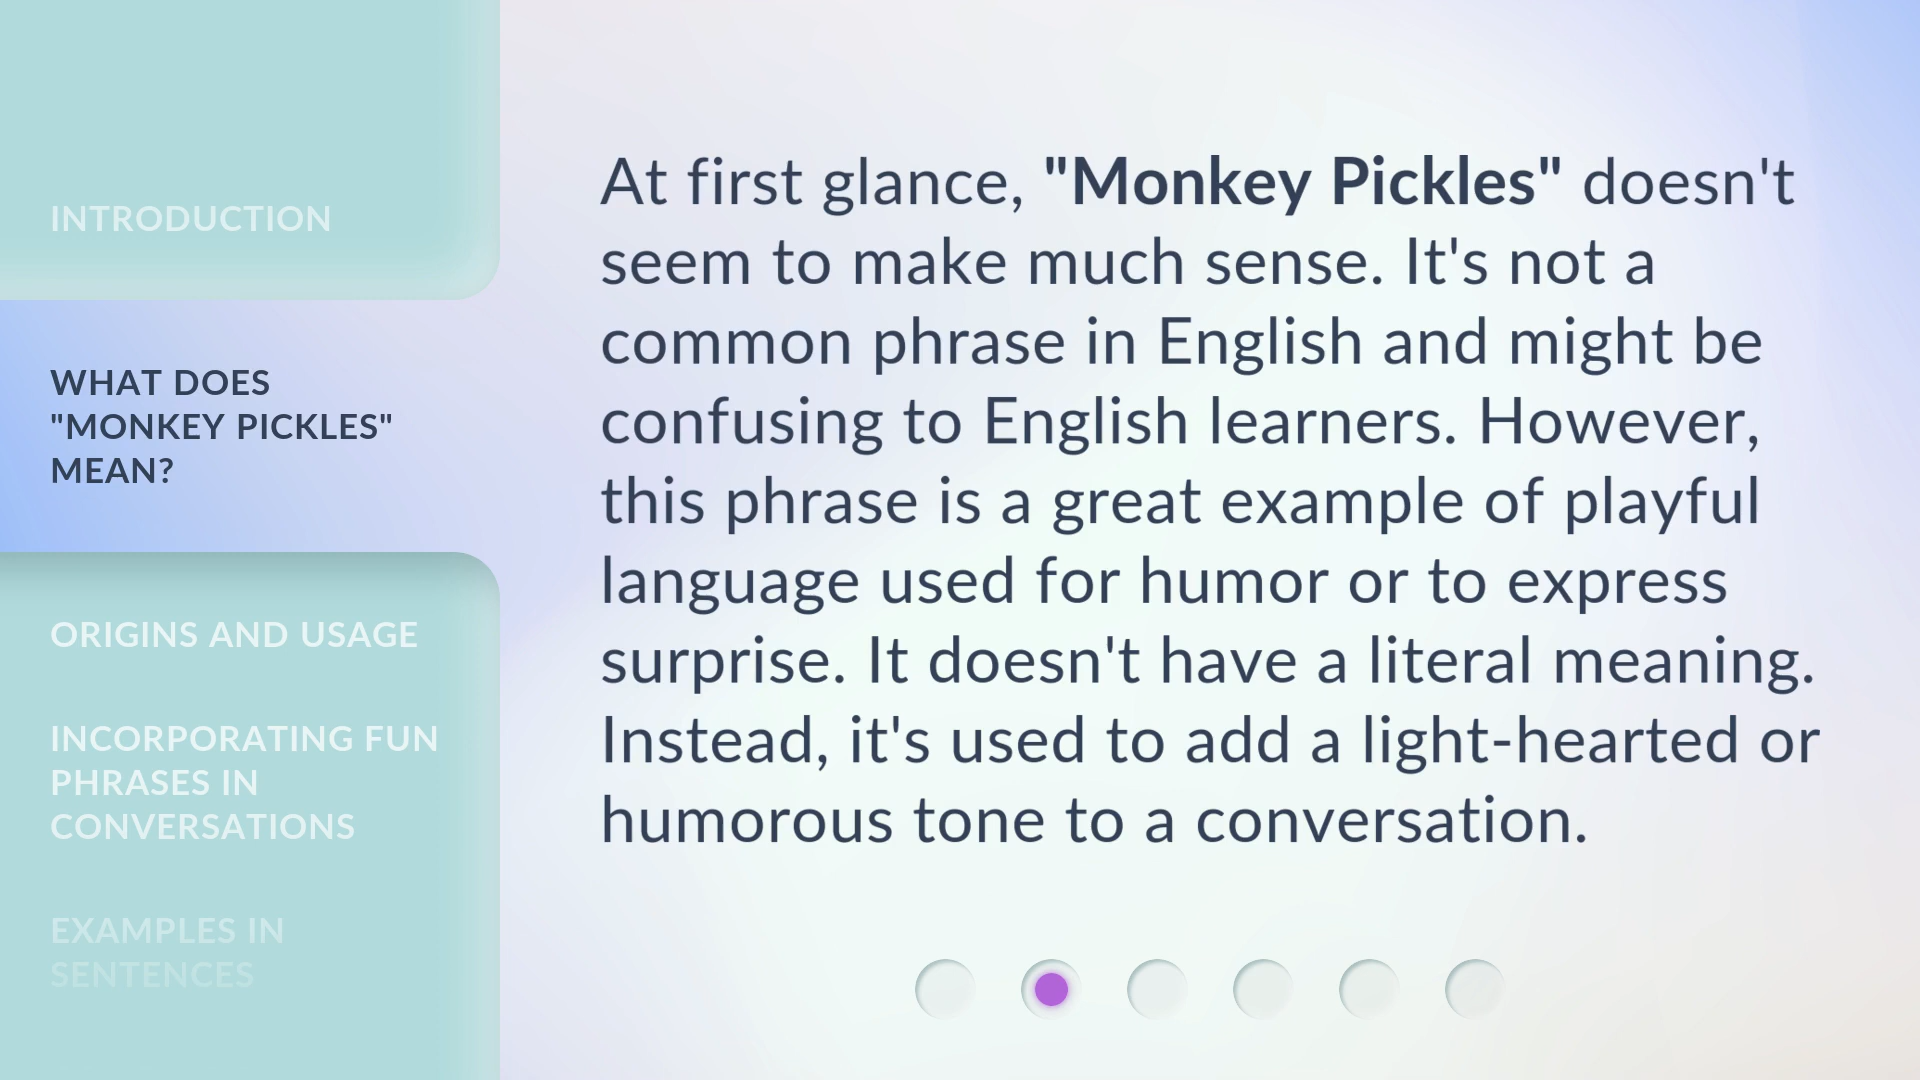 INTRODUCTION
WHAT DOES
"MONKEY PICKLES"
MEAN?
ORIGINS AND USAGE
INCORPORATING FUN
PHRASES IN
CONVERSATIONS
EXAMPLES IN
SENTENCES
At first glance, "Monkey Pickles" doesn't
seem to make much sense. It's not a
common phrase in English and might be
confusing to English learners. However,
this phrase is a great example of playful
language used for humor or to express
surprise. It doesn't have a literal meaning.
Instead, it's used to add a light-hearted or
humorous tone to a conversation.